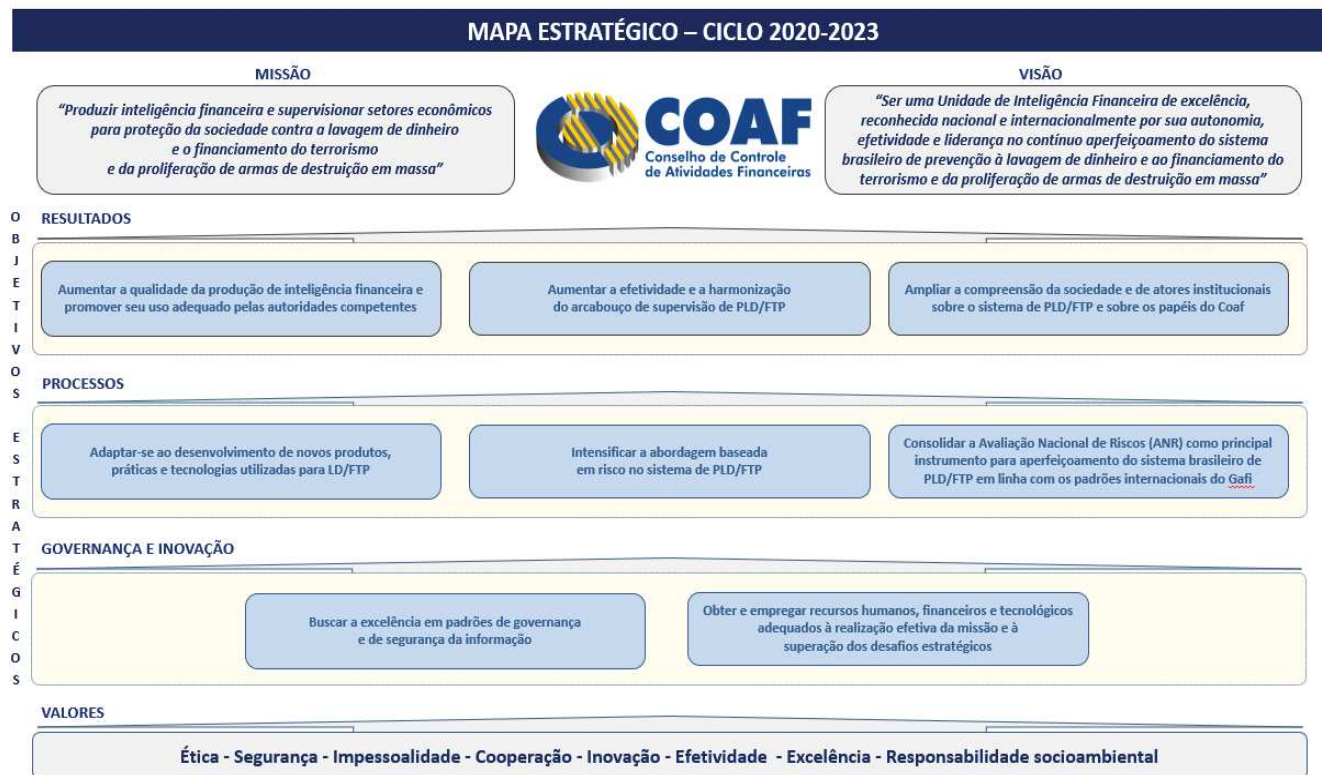 MAPA ESTRATÉGICO – CICLO 2020-2023
MISSÃO
“Produzir inteligência financeira e supervisionar setores econômicos
para proteção da sociedade contra a lavagem de dinheiro
e o financiamento do terrorismo
e da proliferação de armas de destruição em massa”
COAF
Conselho de Controle
de Atividades Financeiras
VISÃO
“Ser uma Unidade de Inteligência Financeira de excelência,
reconhecida nacional e internacionalmente por sua autonomia,
efetividade e liderança no contínuo aperfeiçoamento do sistema
brasileiro de prevenção à lavagem de dinheiro e ao financiamento do
terrorismo e da proliferação de armas de destruição em massa”
OBJETIVOS ESTRATÉGICOS
RESULTADOS
Aumentar a qualidade da produção de inteligência financeira e
promover seu uso adequado pelas autoridades competentes
Aumentar a efetividade e a harmonização
do arcabouço de supervisão de PLD/FTP
Ampliar a compreensão da sociedade e de atores institucionais
sobre o sistema de PLD/FTP e sobre os papéis do Coaf
PROCESSOS
Adaptar-se ao desenvolvimento de novos produtos,
práticas e tecnologias utilizadas para LD/FTP
Intensificar a abordagem baseada
em risco no sistema de PLD/FTP
Consolidar a Avaliação Nacional de Riscos (ANR) como principal
instrumento para aperfeiçoamento do sistema brasileiro de
PLD/FTP em linha com os padrões internacionais do Gafi
GOVERNANÇA E INOVAÇÃO
Buscar a excelência em padrões de governança
e de segurança da informação
Obter e empregar recursos humanos, financeiros e tecnológicos
adequados à realização efetiva da missão e à
superação dos desafios estratégicos
VALORES
Ética - Segurança - Impessoalidade - Cooperação - Inovação - Efetividade - Excelência - Responsabilidade socioambiental